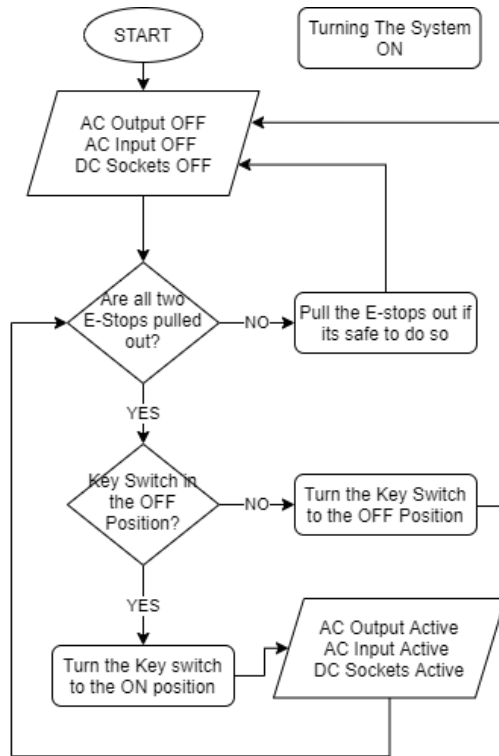 START
Turning The System
ON
AC Output OFF
AC Input OFF
DC Sockets OFF
Are all two
E-Stops pulled
out?
NO
Pull the E-stops out if
its safe to do so
YES
Key Switch in
the OFF
Position?
NO
Turn the Key Switch
to the OFF Position
YES
Turn the Key switch
to the ON position
AC Output Active
AC Input Active
DC Sockets Active